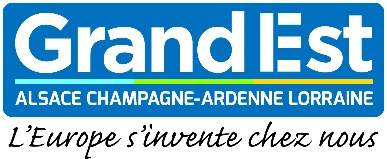 Grand Est
ALSACE CHAMPAGNE-ARDENNE LORRAINE
L'Europe s'invente chez nous